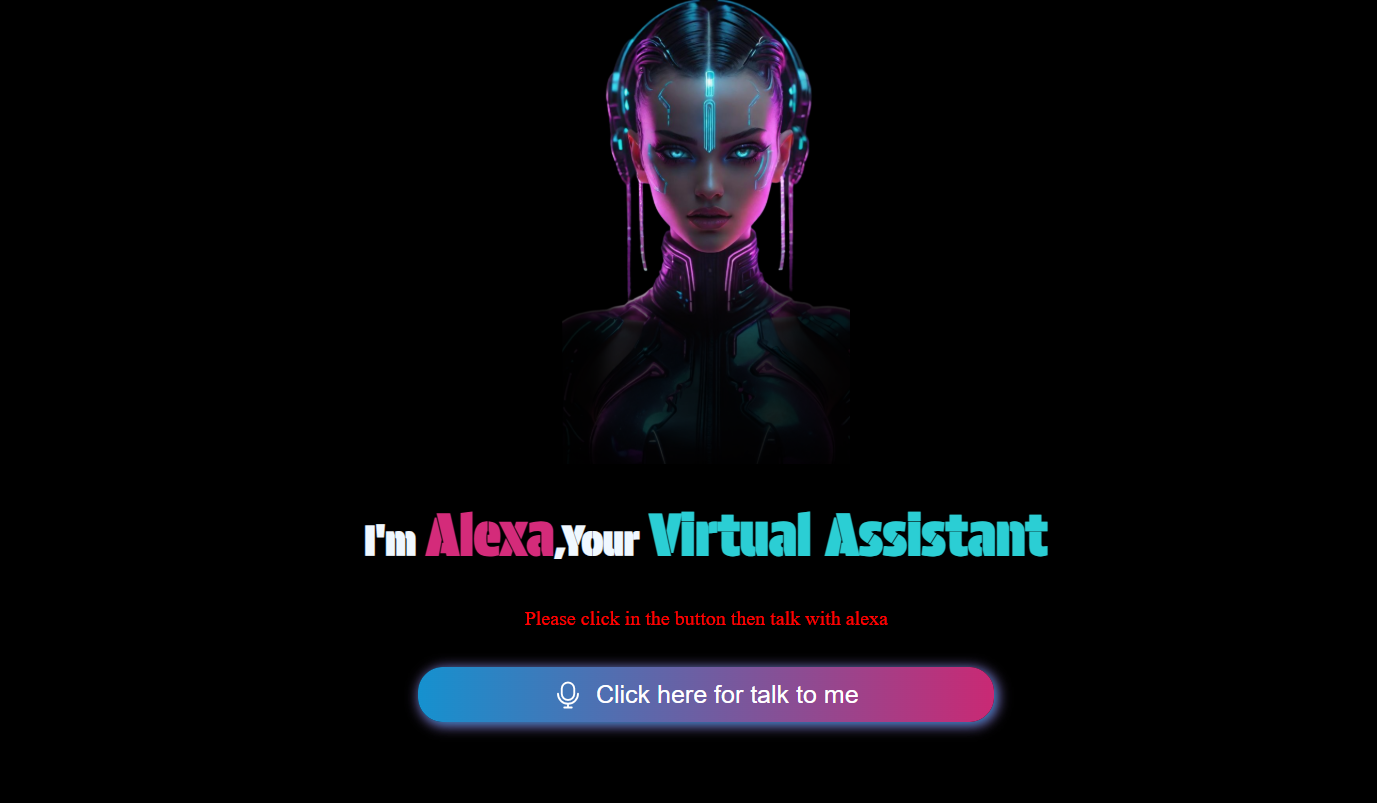 I'm Alexa,Your Virtual Assistant
Please click in the button then talk with alexa
Click here for talk to me